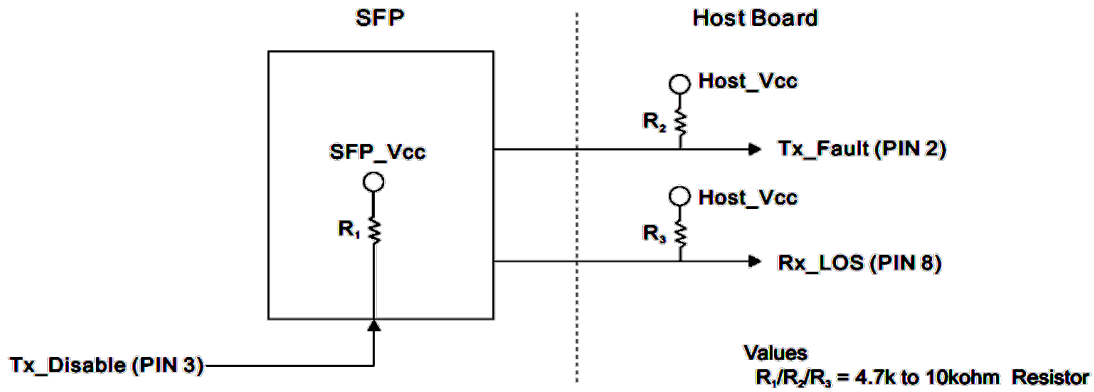 SFP
Host Board
Host_Vcc
R₂
Tx_Fault (PIN 2)
SFP_Vcc
R₁
Host_Vcc
R₃
Rx_LOS (PIN 8)
Tx_Disable (PIN 3)
Values
R₁/R₂/R₃ = 4.7k to 10kohm Resistor